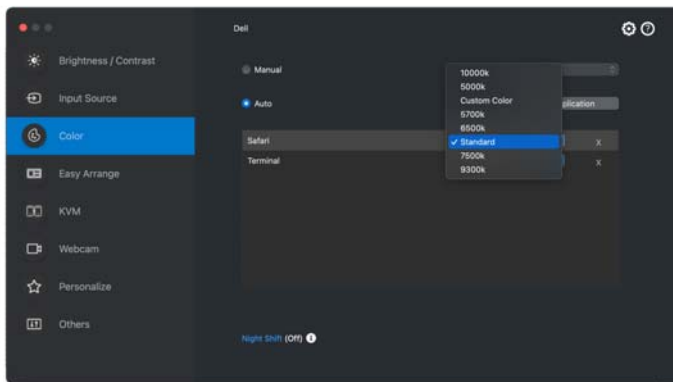 Dell
Brightness / Contrast
Input Source
Color
Easy Arrange
KVM
Webcam
Personalize
Others
Manual
Auto
Safari
X
Terminal
X
10000k
5000k
Custom Color
5700k
6500k
✓ Standard
7500k
9300k
Night Shift (Off)